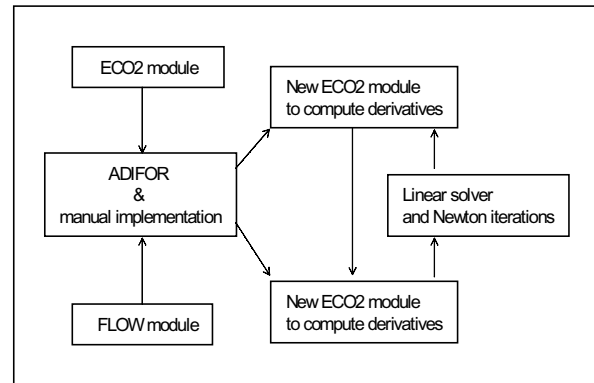 ECO2 module
New ECO2 module
to compute derivatives
ADIFOR
&
manual implementation
Linear solver
and Newton iterations
FLOW module
New ECO2 module
to compute derivatives